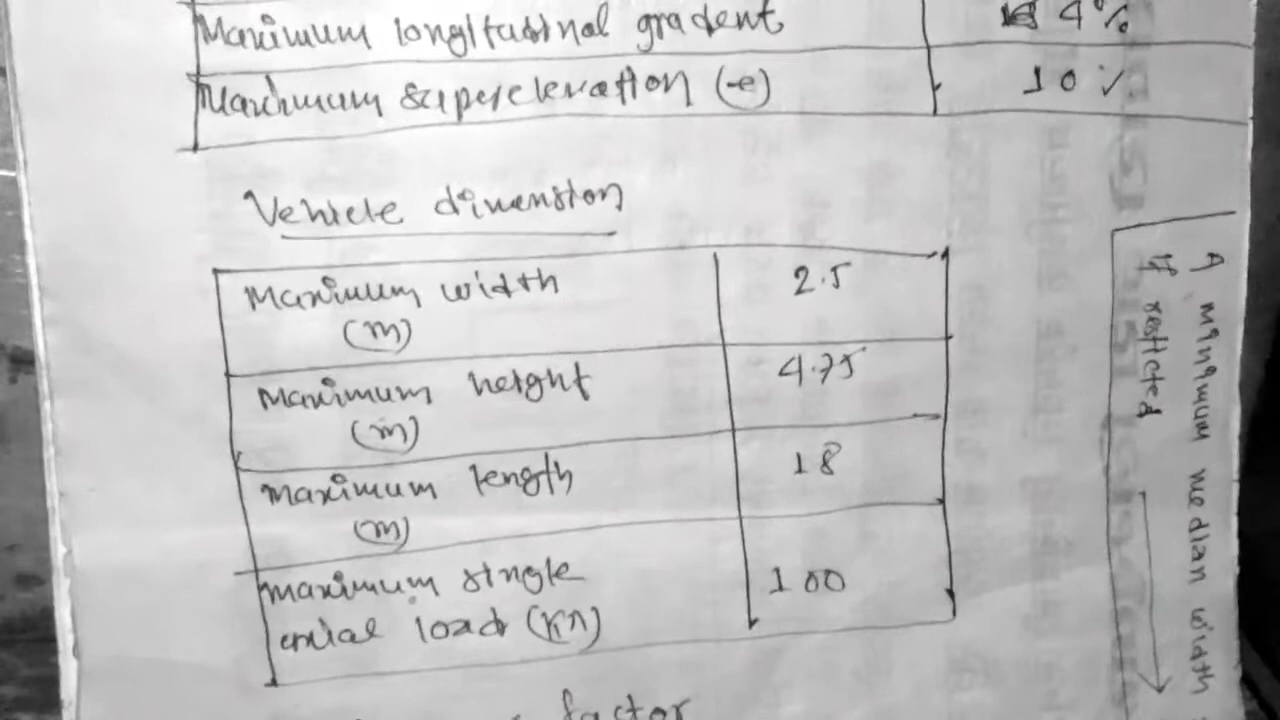 Maximum longitudinal gradient 4%
Maximum superelevation (e) 10%
Vehicle dimension
Maximum width 2.5
(m)
Maximum height 4.75
(m)
Maximum length 18
(m)
Maximum single 100
axial load (kn)
factor
A minimum median width
If resticted